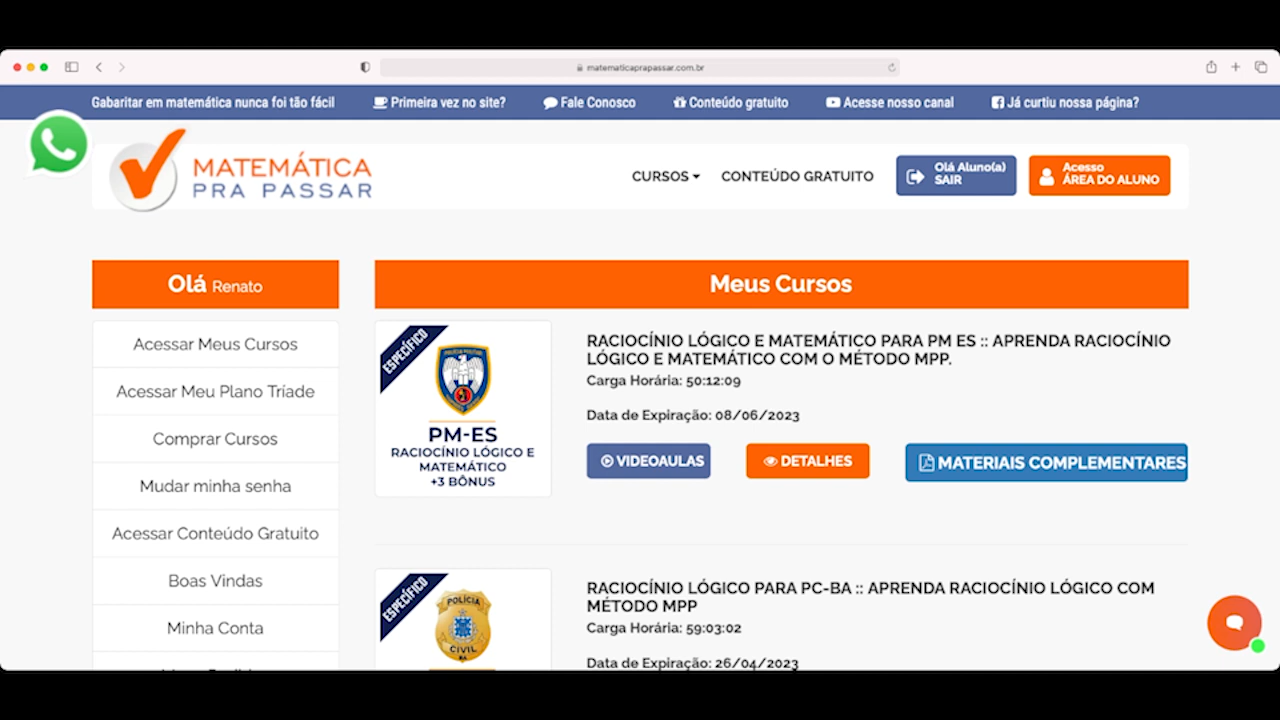 matematicaprapassar.com.br
Gabaritar em matemática nunca foi tão fácil
Primeira vez no site?
Fale Conosco
Conteúdo gratuito
Acesse nosso canal
Já curtiu nossa página?
MATEMÁTICA
PRA PASSAR
CURSOS
CONTEÚDO GRATUITO
Olá Aluno(a)
SAIR
Acesso
ÁREA DO ALUNO
Olá Renato
Acessar Meus Cursos
Acessar Meu Plano Tríade
Comprar Cursos
Mudar minha senha
Acessar Conteúdo Gratuito
Boas Vindas
Minha Conta
Meus Cursos
ESPECÍFICO
POLÍCIA MILITAR
PM-ES
RACIOCÍNIO LÓGICO E
MATEMÁTICO
+3 BÔNUS
RACIOCÍNIO LÓGICO E MATEMÁTICO PARA PM ES :: APRENDA RACIOCÍNIO
LÓGICO E MATEMÁTICO COM O MÉTODO MPP.
Carga Horária: 50:12:09
Data de Expiração: 08/06/2023
VIDEOAULAS
DETALHES
MATERIAIS COMPLEMENTARES
ESPECÍFICO
POLÍCIA
CIVIL
BA
RACIOCÍNIO LÓGICO PARA PC-BA :: APRENDA RACIOCÍNIO LÓGICO COM
MÉTODO MPP
Carga Horária: 59:03:02
Data de Expiração: 26/04/2023